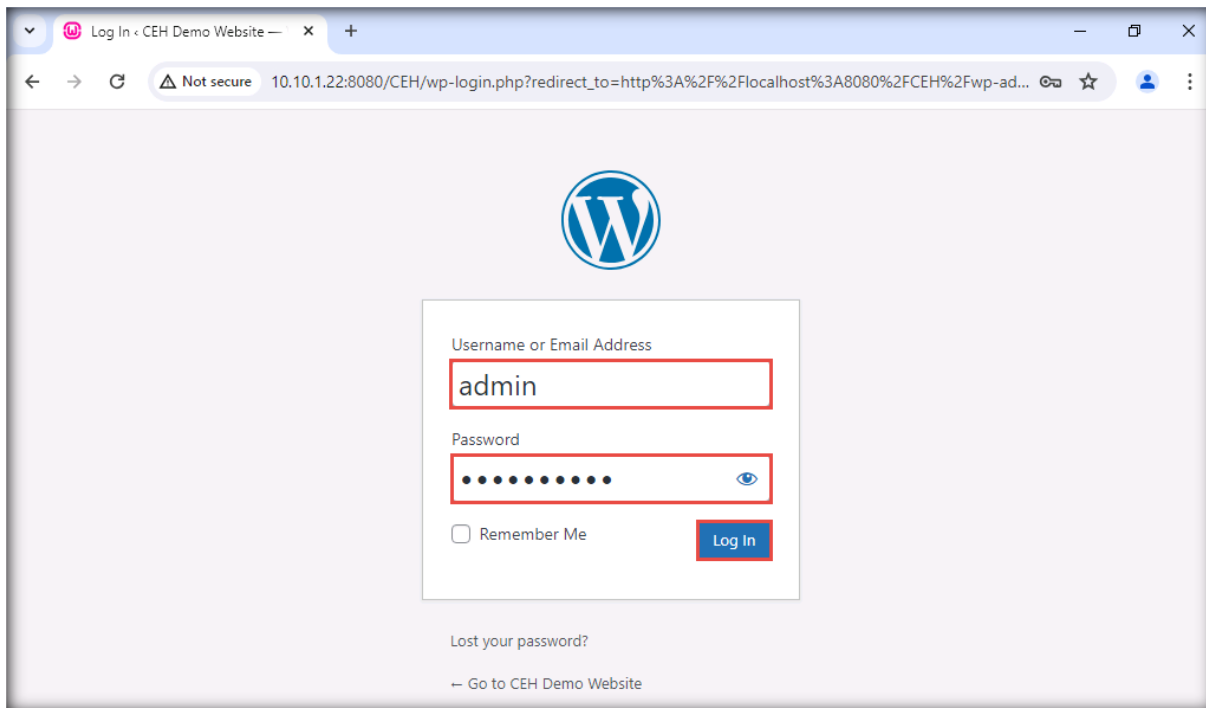 Log In ‹ CEH Demo Website —
Not secure 10.10.1.22:8080/CEH/wp-login.php?redirect_to=http%3A%2F%2Flocalhost%3A8080%2FCEH%2Fwp-ad...
Username or Email Address
admin
Password
Remember Me
Log In
Lost your password?
← Go to CEH Demo Website